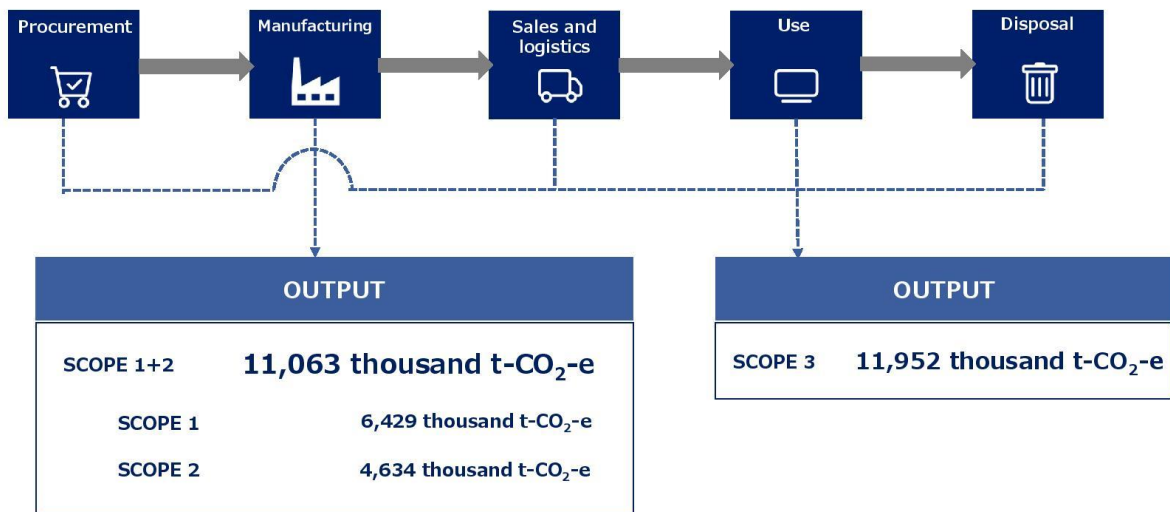 Procurement
Manufacturing
Sales and
logistics
Use
Disposal
OUTPUT
SCOPE 1+2 11,063 thousand t-CO₂-e
SCOPE 1 6,429 thousand t-CO₂-e
SCOPE 2 4,634 thousand t-CO₂-e
OUTPUT
SCOPE 3 11,952 thousand t-CO₂-e